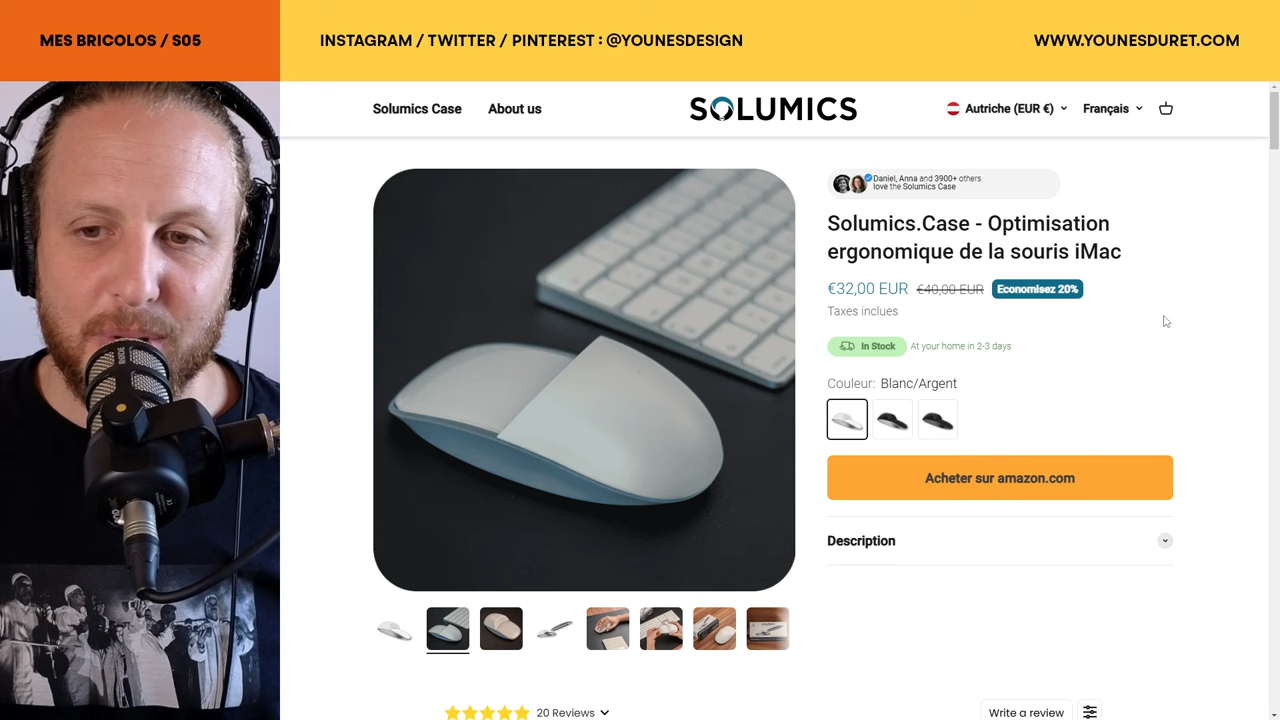 MES BRICOLOS / S05
INSTAGRAM / TWITTER / PINTEREST : @YOUNESDESIGN
WWW.YOUNESDURET.COM
Solumics Case
About us
SOLUMICS
Autriche (EUR €)
Français
Daniel, Anna and 3900+ others
love the Solumics Case
Solumics.Case - Optimisation
ergonomique de la souris iMac
€32,00 EUR €40,00 EUR Economisez 20%
Taxes inclues
In Stock At your home in 2-3 days
Couleur: Blanc/Argent
Acheter sur amazon.com
Description
20 Reviews
Write a review
RØDE